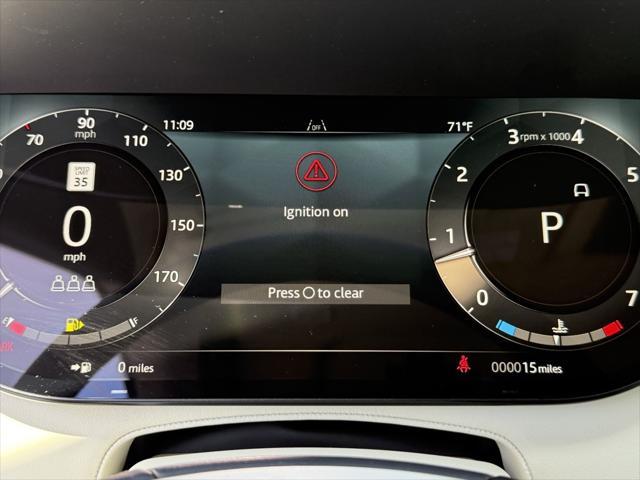 11:09
OFF
71°F
70
90
mph
110
130
150
170
SPEED LIMIT
35
0
mph
Ignition on
Press O to clear
3 rpm x 1000 4
2
5
1
0
7
P
E
F
0 miles
000015 miles